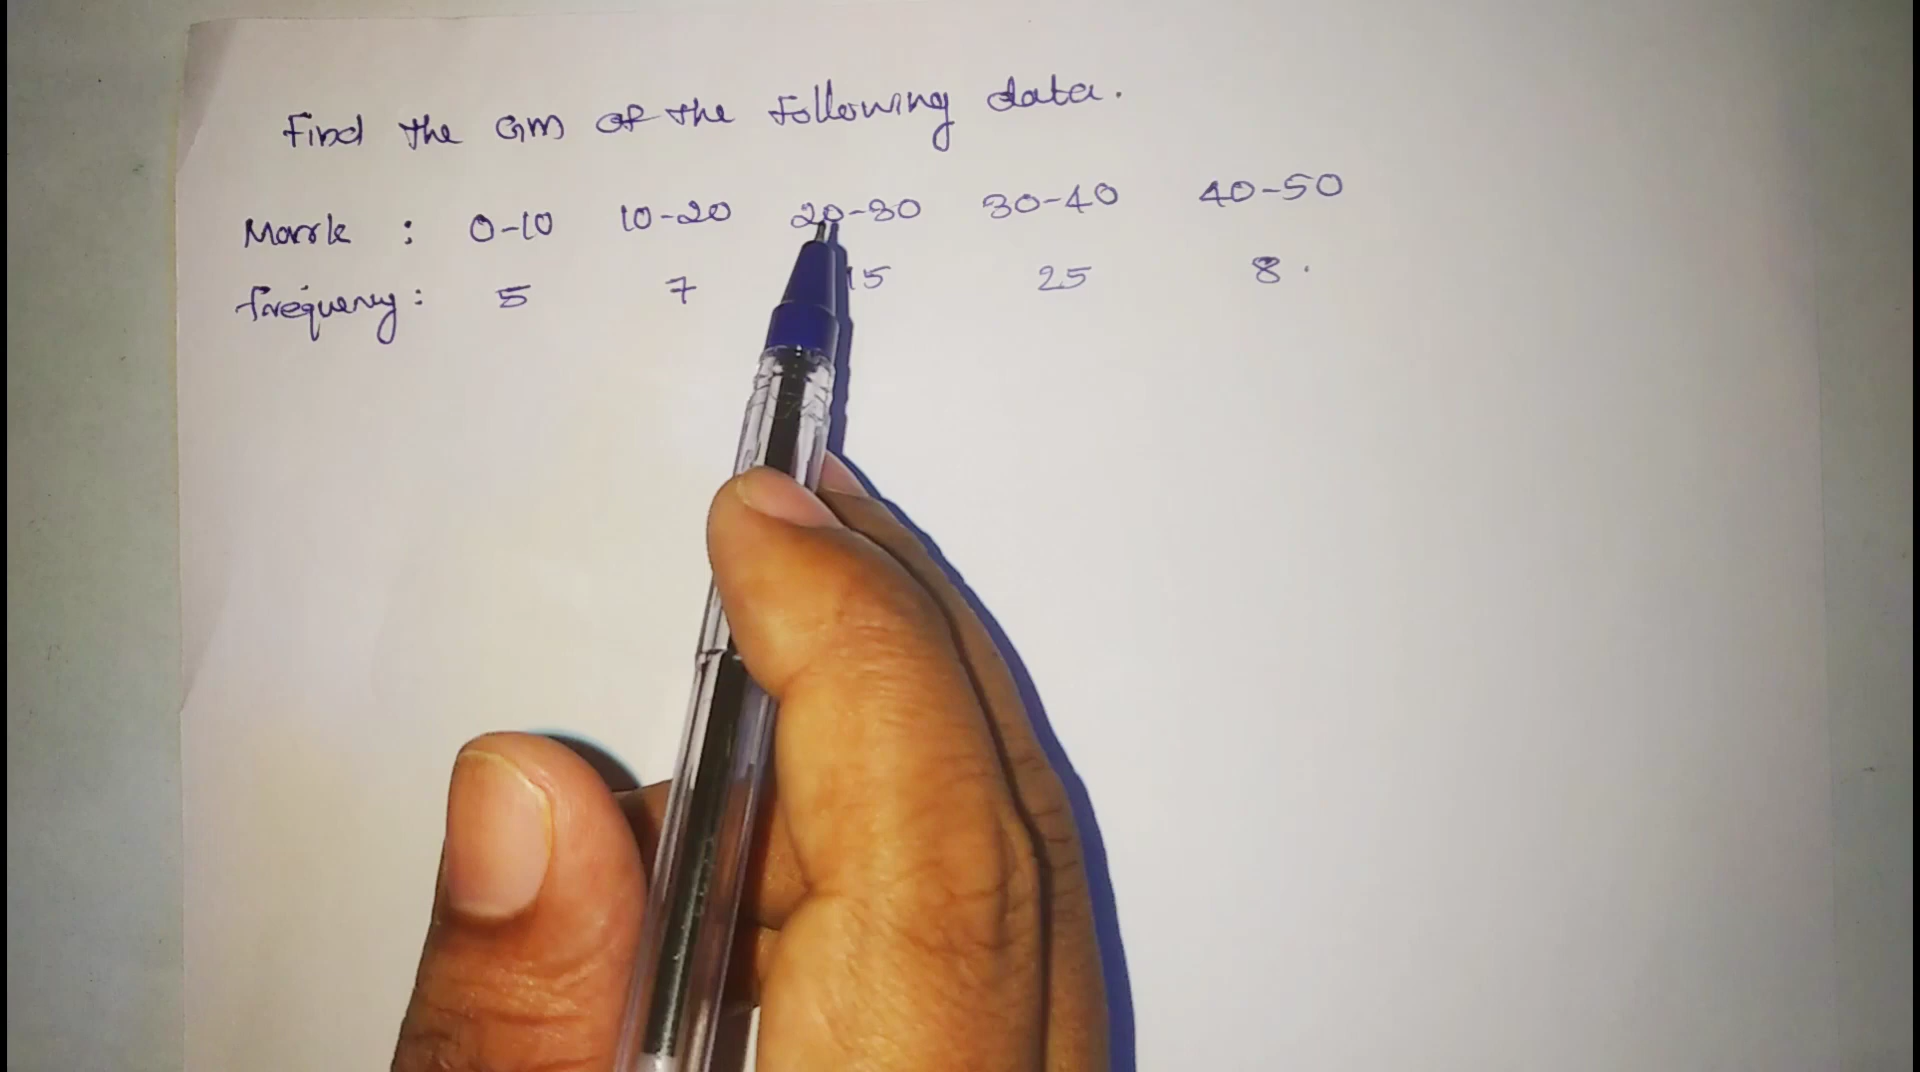 Find the GM of the following data.
Mark : 0-10 10-20 20-30 30-40 40-50
frequency : 5 7 15 25 8.